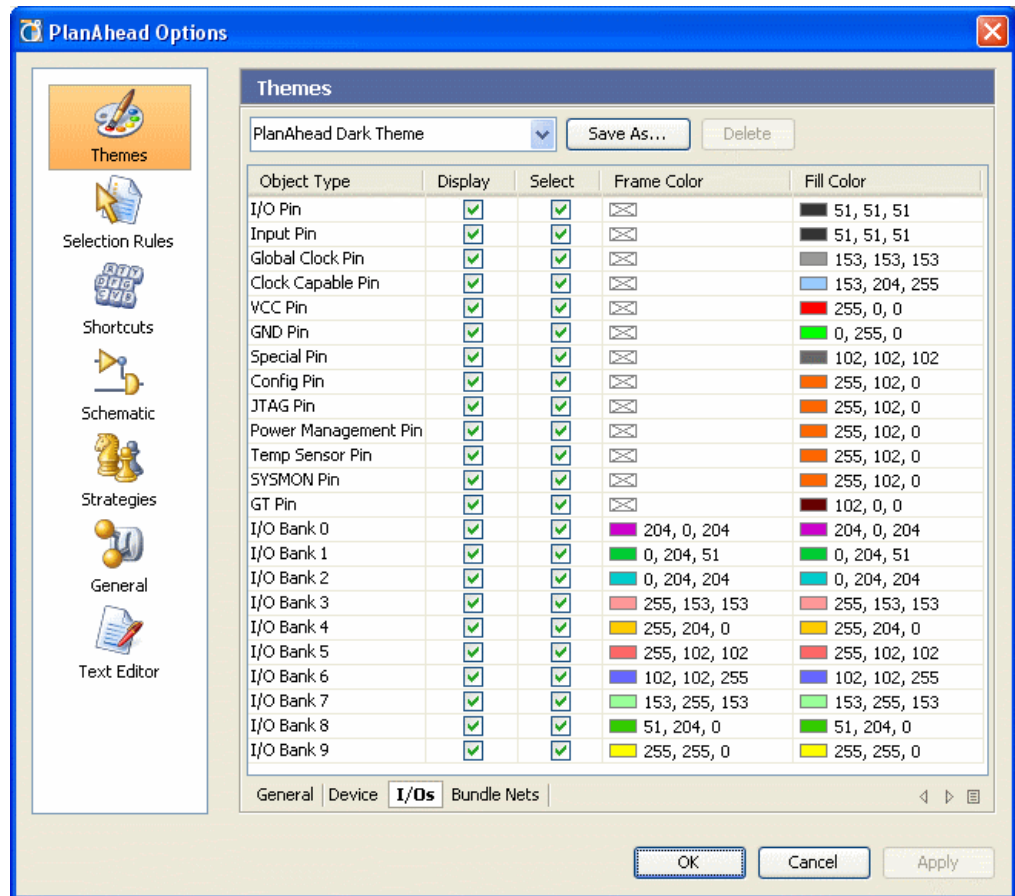 PlanAhead Options
Themes
Selection Rules
Shortcuts
Schematic
Strategies
General
Text Editor
Themes
PlanAhead Dark Theme Save As... Delete
Object Type Display Select Frame Color Fill Color
I/O Pin 51, 51, 51
Input Pin 51, 51, 51
Global Clock Pin 153, 153, 153
Clock Capable Pin 153, 204, 255
VCC Pin 255, 0, 0
GND Pin 0, 255, 0
Special Pin 102, 102, 102
Config Pin 255, 102, 0
JTAG Pin 255, 102, 0
Power Management Pin 255, 102, 0
Temp Sensor Pin 255, 102, 0
SYSMON Pin 255, 102, 0
GT Pin 102, 0, 0
I/O Bank 0 204, 0, 204 204, 0, 204
I/O Bank 1 0, 204, 51 0, 204, 51
I/O Bank 2 0, 204, 204 0, 204, 204
I/O Bank 3 255, 153, 153 255, 153, 153
I/O Bank 4 255, 204, 0 255, 204, 0
I/O Bank 5 255, 102, 102 255, 102, 102
I/O Bank 6 102, 102, 255 102, 102, 255
I/O Bank 7 153, 255, 153 153, 255, 153
I/O Bank 8 51, 204, 0 51, 204, 0
I/O Bank 9 255, 255, 0 255, 255, 0
General Device I/Os Bundle Nets
OK Cancel Apply